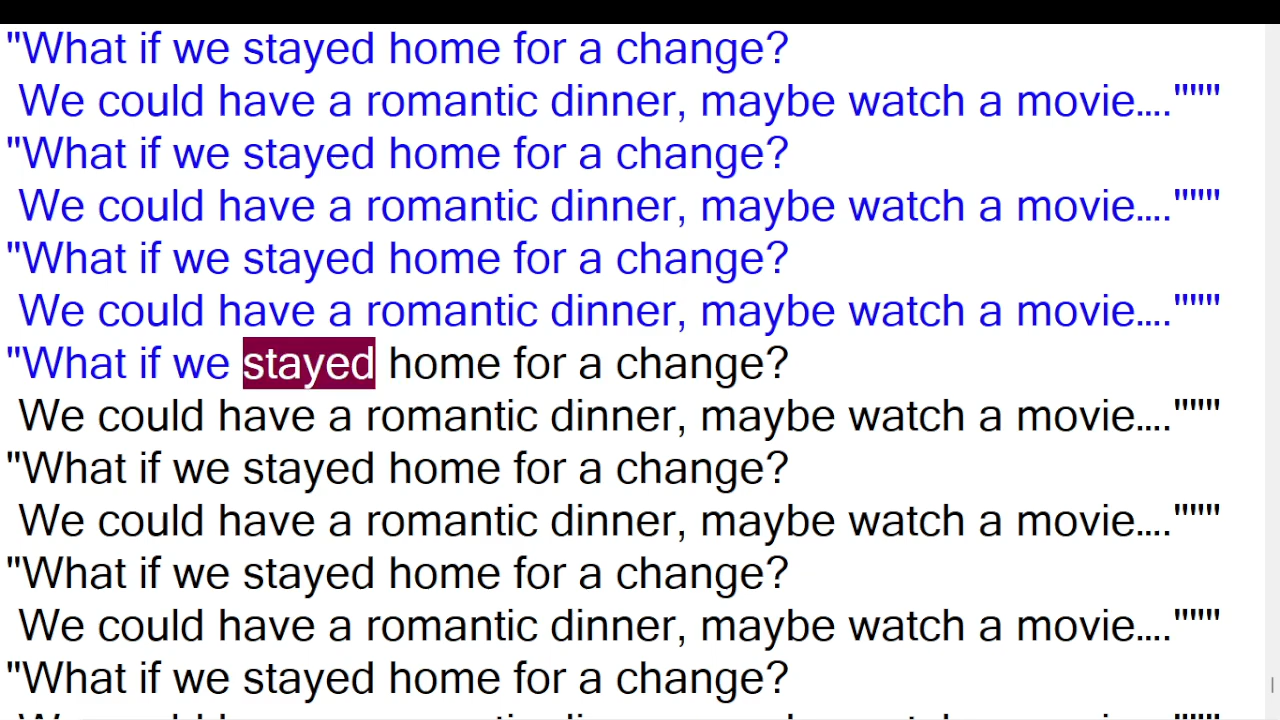 "What if we stayed home for a change?
We could have a romantic dinner, maybe watch a movie...."""
"What if we stayed home for a change?
We could have a romantic dinner, maybe watch a movie...."""
"What if we stayed home for a change?
We could have a romantic dinner, maybe watch a movie...."""
"What if we stayed home for a change?
We could have a romantic dinner, maybe watch a movie...."""
"What if we stayed home for a change?
We could have a romantic dinner, maybe watch a movie...."""
"What if we stayed home for a change?
We could have a romantic dinner, maybe watch a movie...."""
"What if we stayed home for a change?